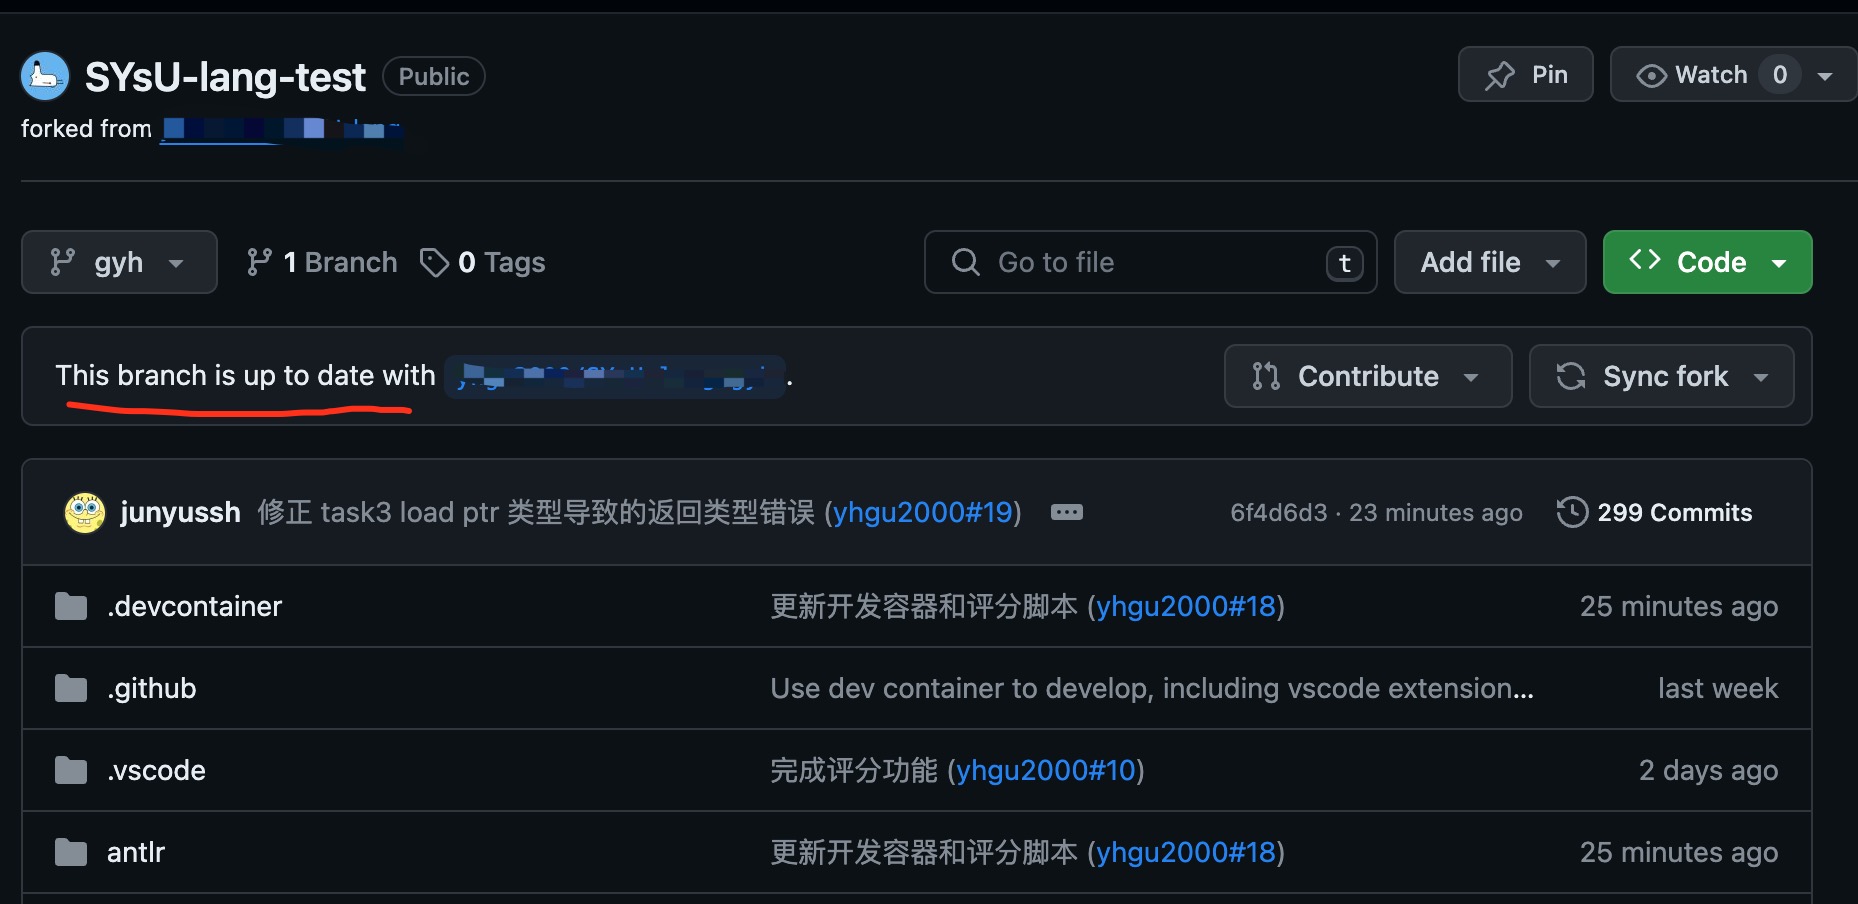 SYsU-lang-test Public Pin Watch 0
forked from
gyh 1 Branch 0 Tags Go to file t Add file Code
This branch is up to date with . Contribute Sync fork
junyussh 修正 task3 load ptr 类型导致的返回类型错误 (yhgu2000#19) 6f4d6d3 · 23 minutes ago 299 Commits
.devcontainer 更新开发容器和评分脚本 (yhgu2000#18) 25 minutes ago
.github Use dev container to develop, including vscode extension... last week
.vscode 完成评分功能 (yhgu2000#10) 2 days ago
antlr 更新开发容器和评分脚本 (yhgu2000#18) 25 minutes ago